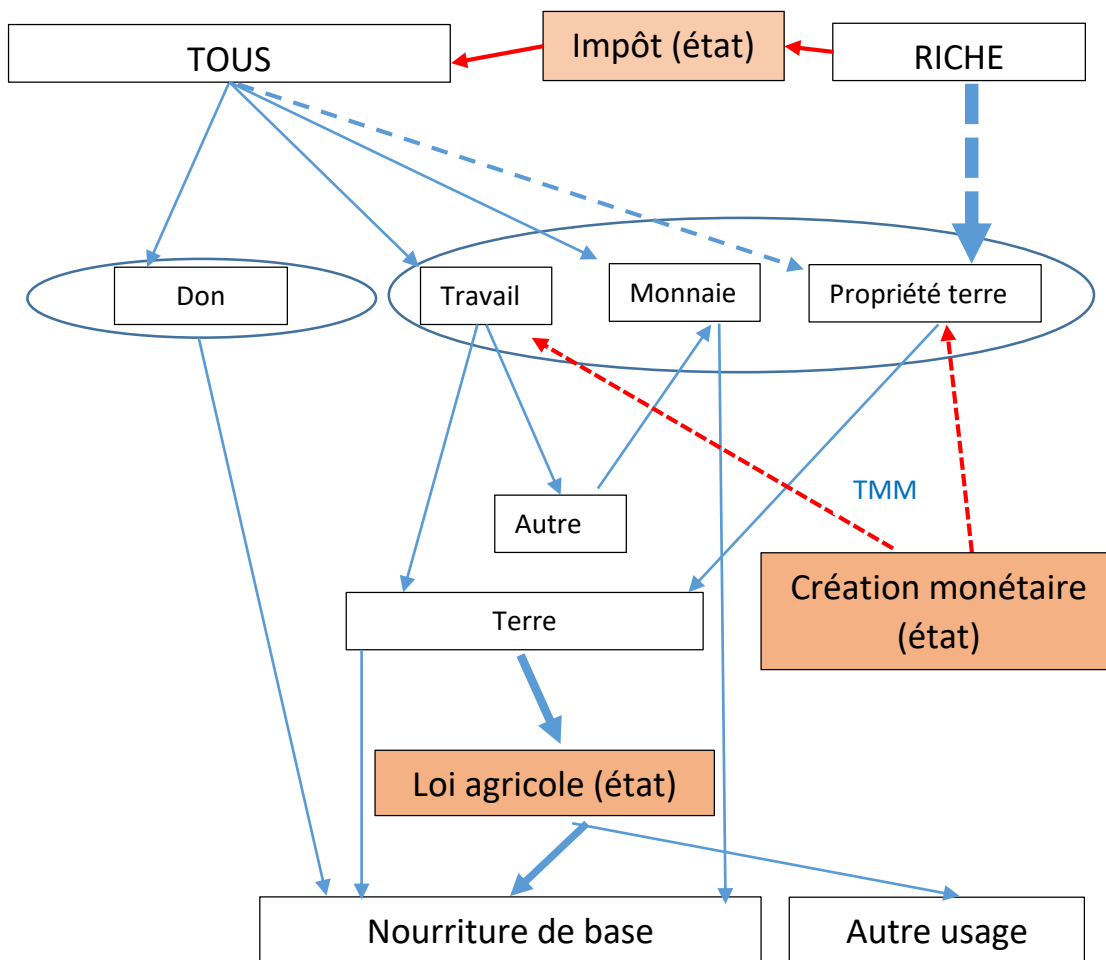 TOUS
Impôt (état)
RICHE
Don
Travail
Monnaie
Propriété terre
Autre
TMM
Terre
Création monétaire
(état)
Loi agricole (état)
Nourriture de base
Autre usage